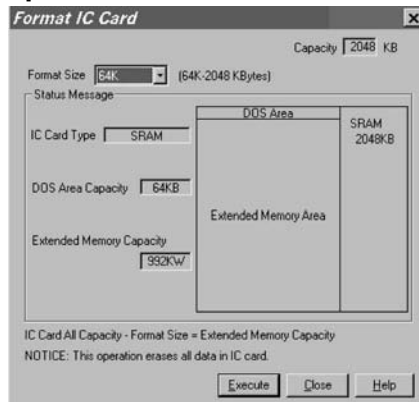 Format IC Card
Capacity 2048 KB
Format Size 64K (64K-2048 KBytes)
Status Message
IC Card Type SRAM
DOS Area Capacity 64KB
Extended Memory Capacity
992KW
DOS Area
Extended Memory Area
SRAM
2048KB
IC Card All Capacity - Format Size = Extended Memory Capacity
NOTICE: This operation erases all data in IC card.
Execute Close Help